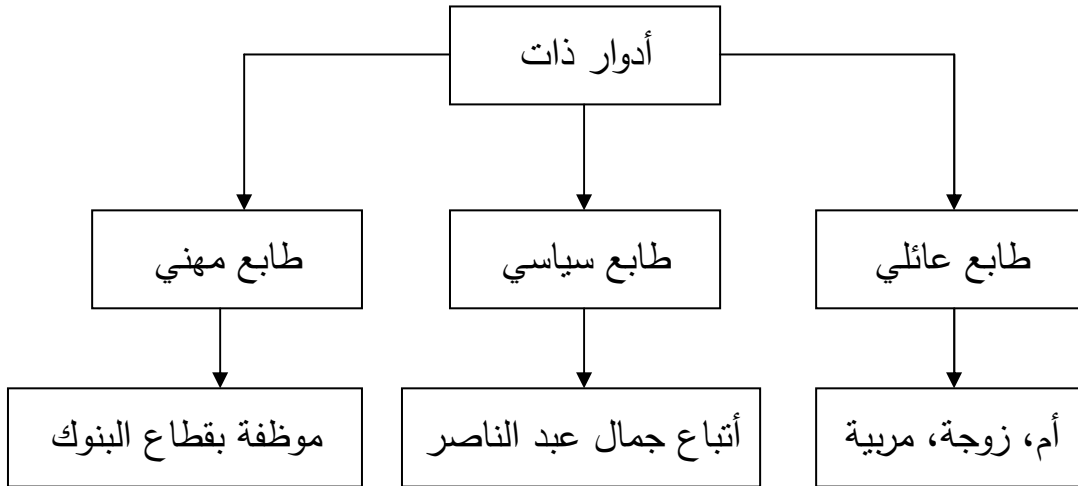 أدوار ذات
طابع عائلي
طابع سياسي
طابع مهني
أم، زوجة، مربية
أتباع جمال عبد الناصر
موظفة بقطاع البنوك